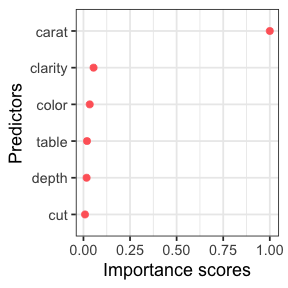 Predictors
carat
clarity
color
table
depth
cut
0.00 0.25 0.50 0.75 1.00
Importance scores